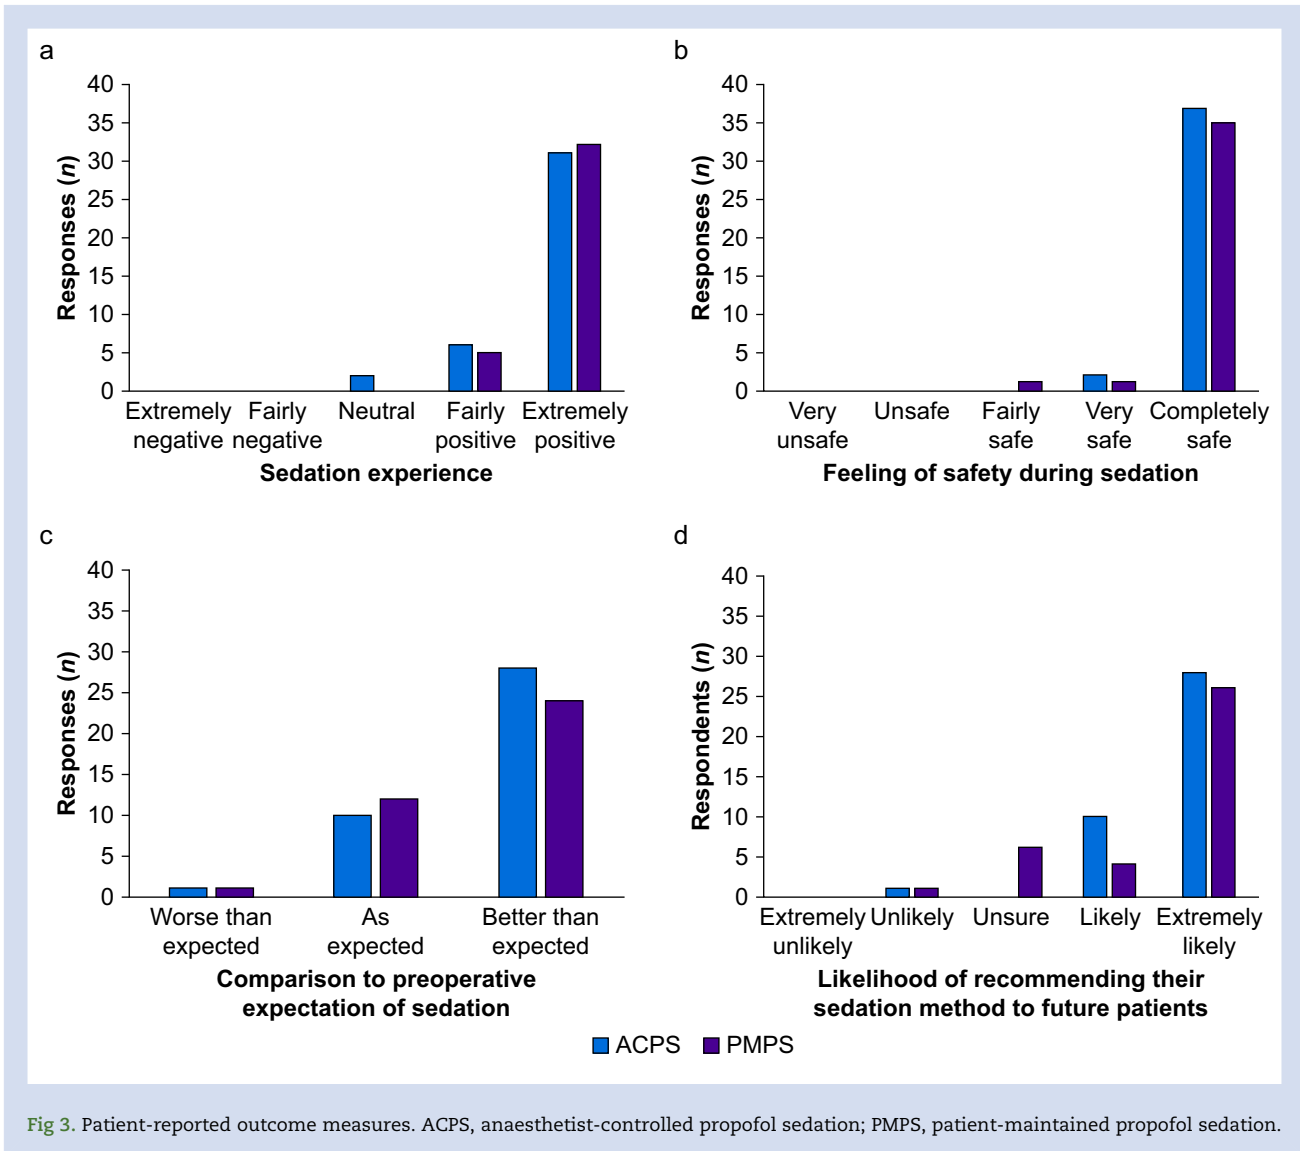 a
40
35
30
25
20
15
10
5
0
Responses (n)
Extremely negative
Fairly negative
Neutral
Fairly positive
Extremely positive
Sedation experience
b
40
35
30
25
20
15
10
5
0
Responses (n)
Very unsafe
Unsafe
Fairly safe
Very safe
Completely safe
Feeling of safety during sedation
c
40
35
30
25
20
15
10
5
0
Responses (n)
Worse than expected
As expected
Better than expected
Comparison to preoperative
expectation of sedation
d
40
35
30
25
20
15
10
5
0
Respondents (n)
Extremely unlikely
Unlikely
Unsure
Likely
Extremely likely
Likelihood of recommending their
sedation method to future patients
ACPS PMPS
Fig 3. Patient-reported outcome measures. ACPS, anaesthetist-controlled propofol sedation; PMPS, patient-maintained propofol sedation.